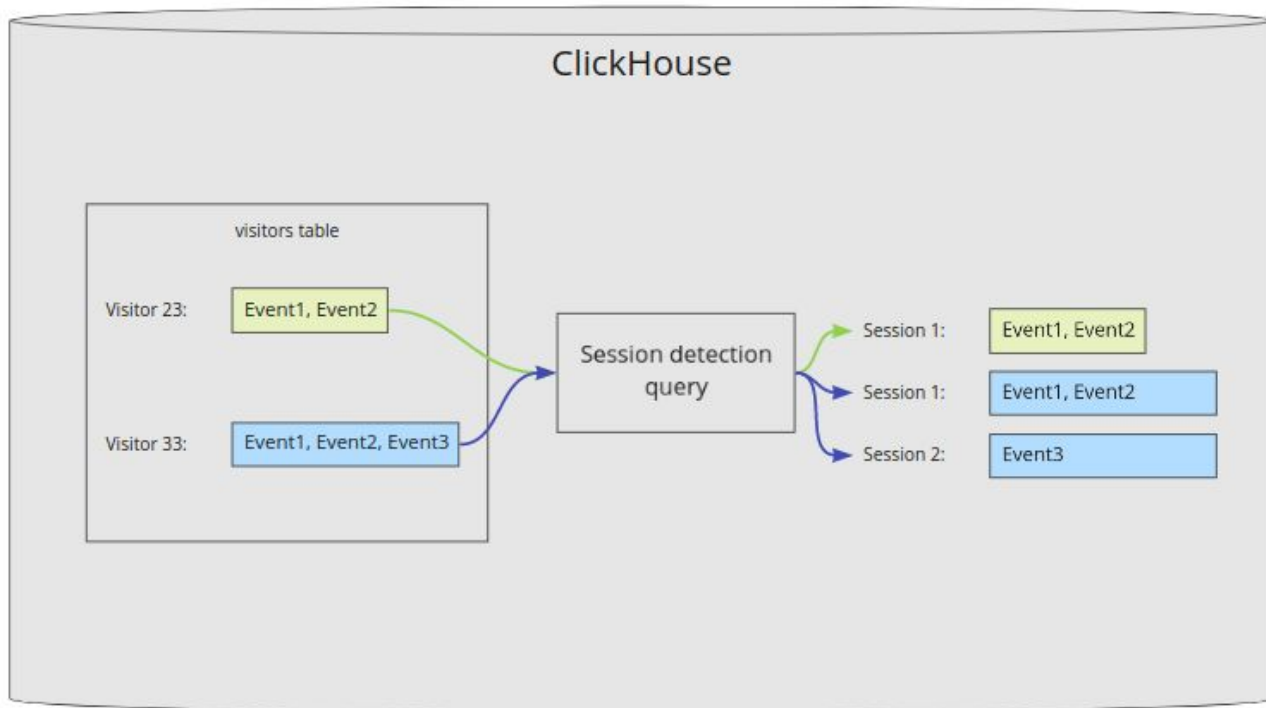 ClickHouse
visitors table
Visitor 23:
Event1, Event2
Visitor 33:
Event1, Event2, Event3
Session detection
query
Session 1:
Event1, Event2
Session 1:
Event1, Event2
Session 2:
Event3